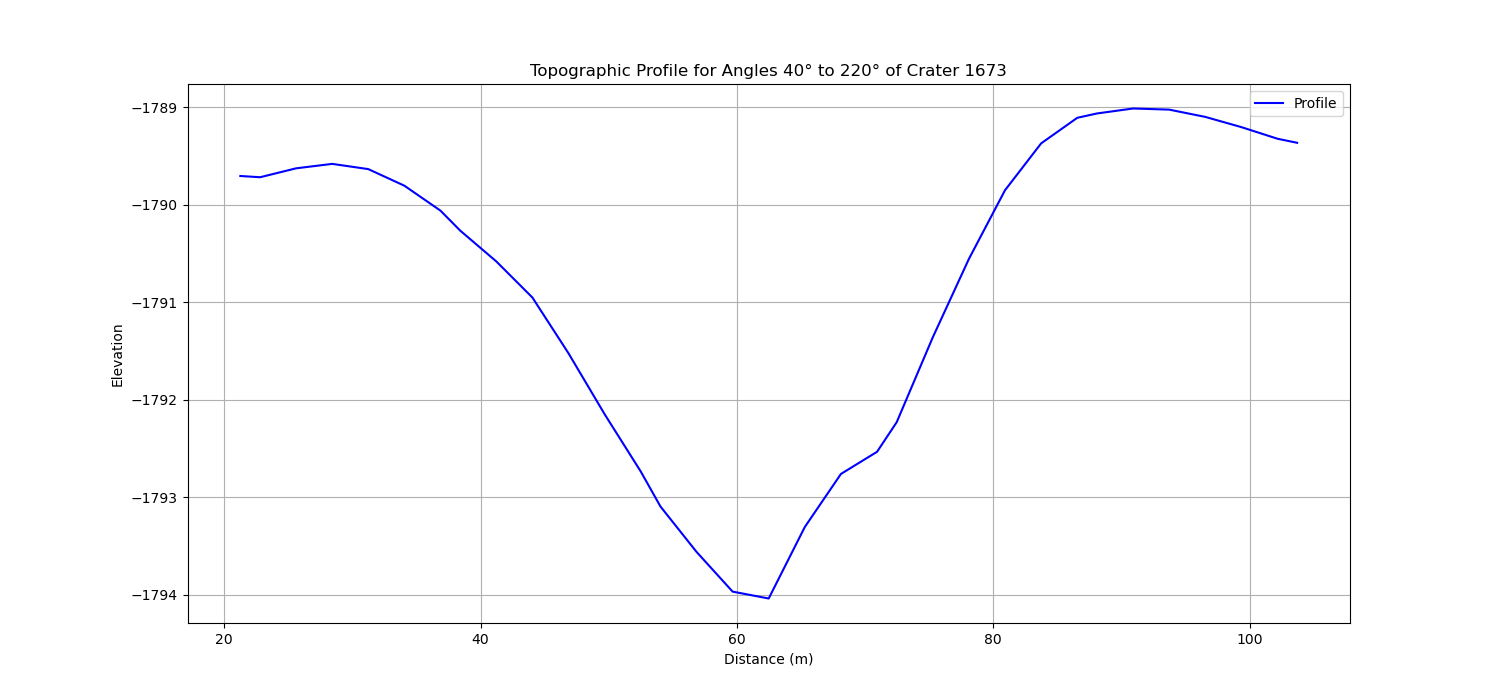 Topographic Profile for Angles 40° to 220° of Crater 1673
Profile
Elevation
−1789
−1790
−1791
−1792
−1793
−1794
20 40 60 80 100
Distance (m)